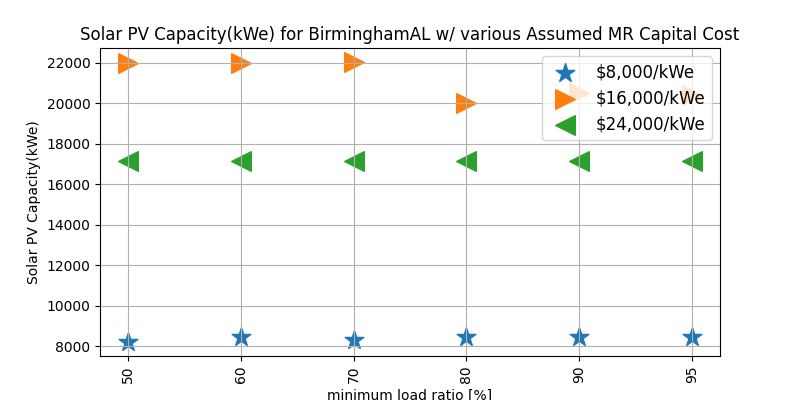 Solar PV Capacity(kWe) for BirminghamAL w/ various Assumed MR Capital Cost
Solar PV Capacity(kWe)
22000
20000
18000
16000
14000
12000
10000
8000
$8,000/kWe
$16,000/kWe
$24,000/kWe
50
60
70
80
90
95
minimum load ratio [%]